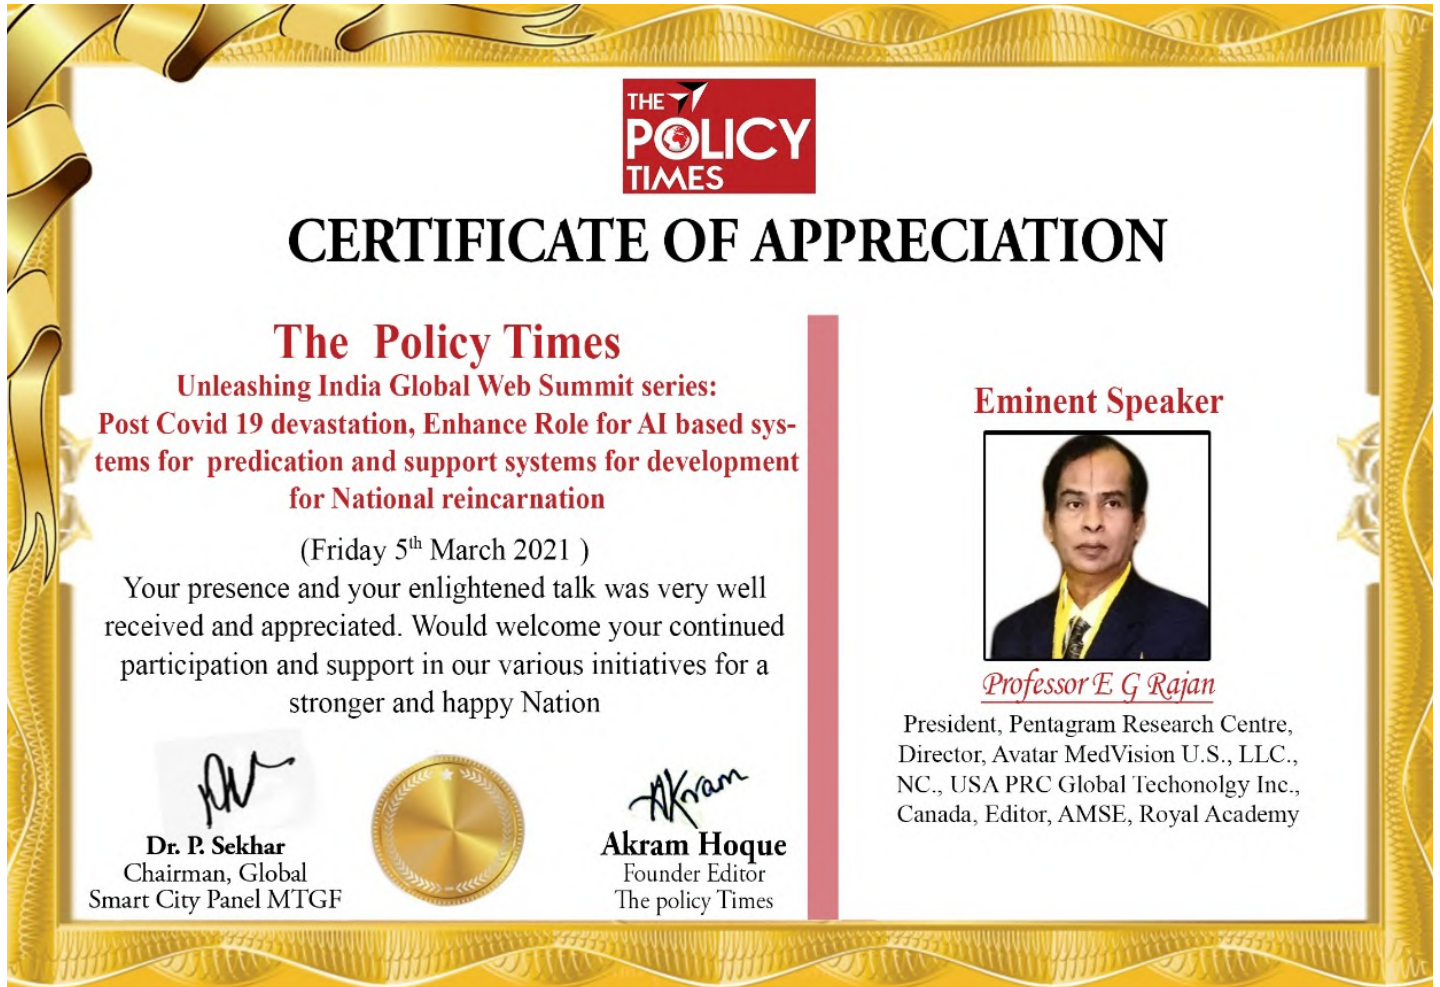 THE
POLICY
TIMES
CERTIFICATE OF APPRECIATION
The Policy Times
Unleashing India Global Web Summit series:
Post Covid 19 devastation, Enhance Role for AI based sys-
tems for predication and support systems for development
for National reincarnation
(Friday 5th March 2021 )
Your presence and your enlightened talk was very well
received and appreciated. Would welcome your continued
participation and support in our various initiatives for a
stronger and happy Nation
Dr. P. Sekhar
Chairman, Global
Smart City Panel MTGF
AKram
Akram Hoque
Founder Editor
The policy Times
Eminent Speaker
Professor E G Rajan
President, Pentagram Research Centre,
Director, Avatar MedVision U.S., LLC.,
NC., USA PRC Global Techonolgy Inc.,
Canada, Editor, AMSE, Royal Academy